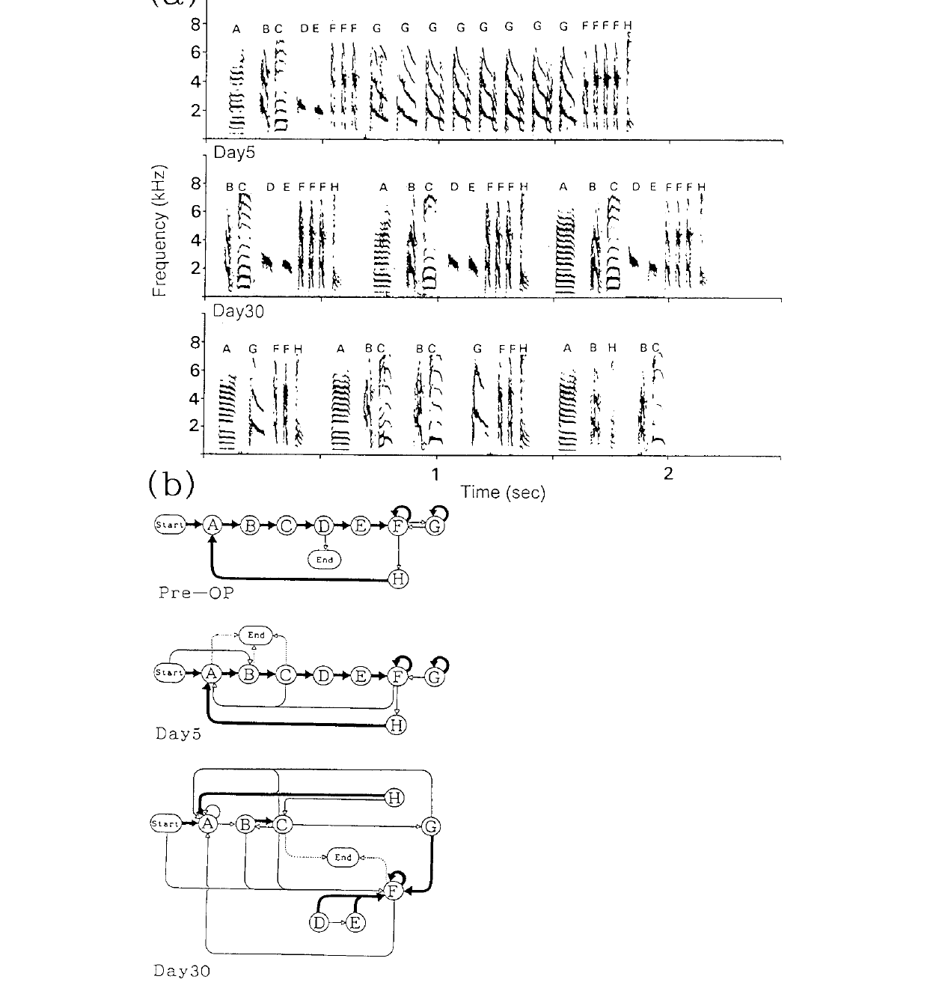 (a)
8
A B C D E F F F G G G G G G G G F F F F H
6
4
2
Day5
Frequency (kHz)
8
B C D E F F F H A B C D E F F F H A B C D E F F F H
6
4
2
Day30
8
A G F F H A B C B C G F F H A B H B C
6
4
2
1 2
Time (sec)
(b)
Start A B C D E F G
End
H
Pre-OP
End
Start A B C D E F G
H
Day5
H
Start A B C G
End
F
D E
Day30